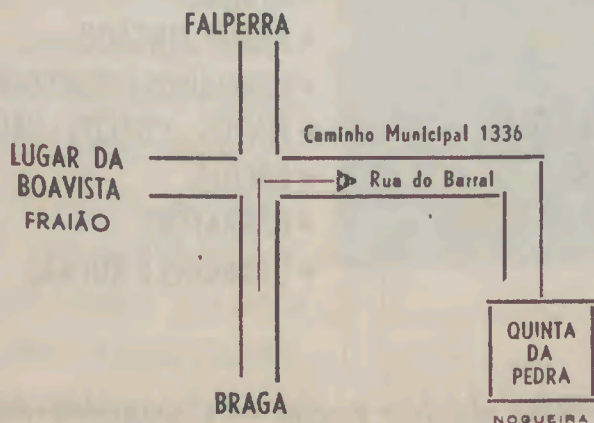 FALPERRA
Caminho Municipal 1336
LUGAR DA
BOAVISTA
FRAIÃO
Rua do Barral
QUINTA
DA
PEDRA
BRAGA
NOGUEIRA